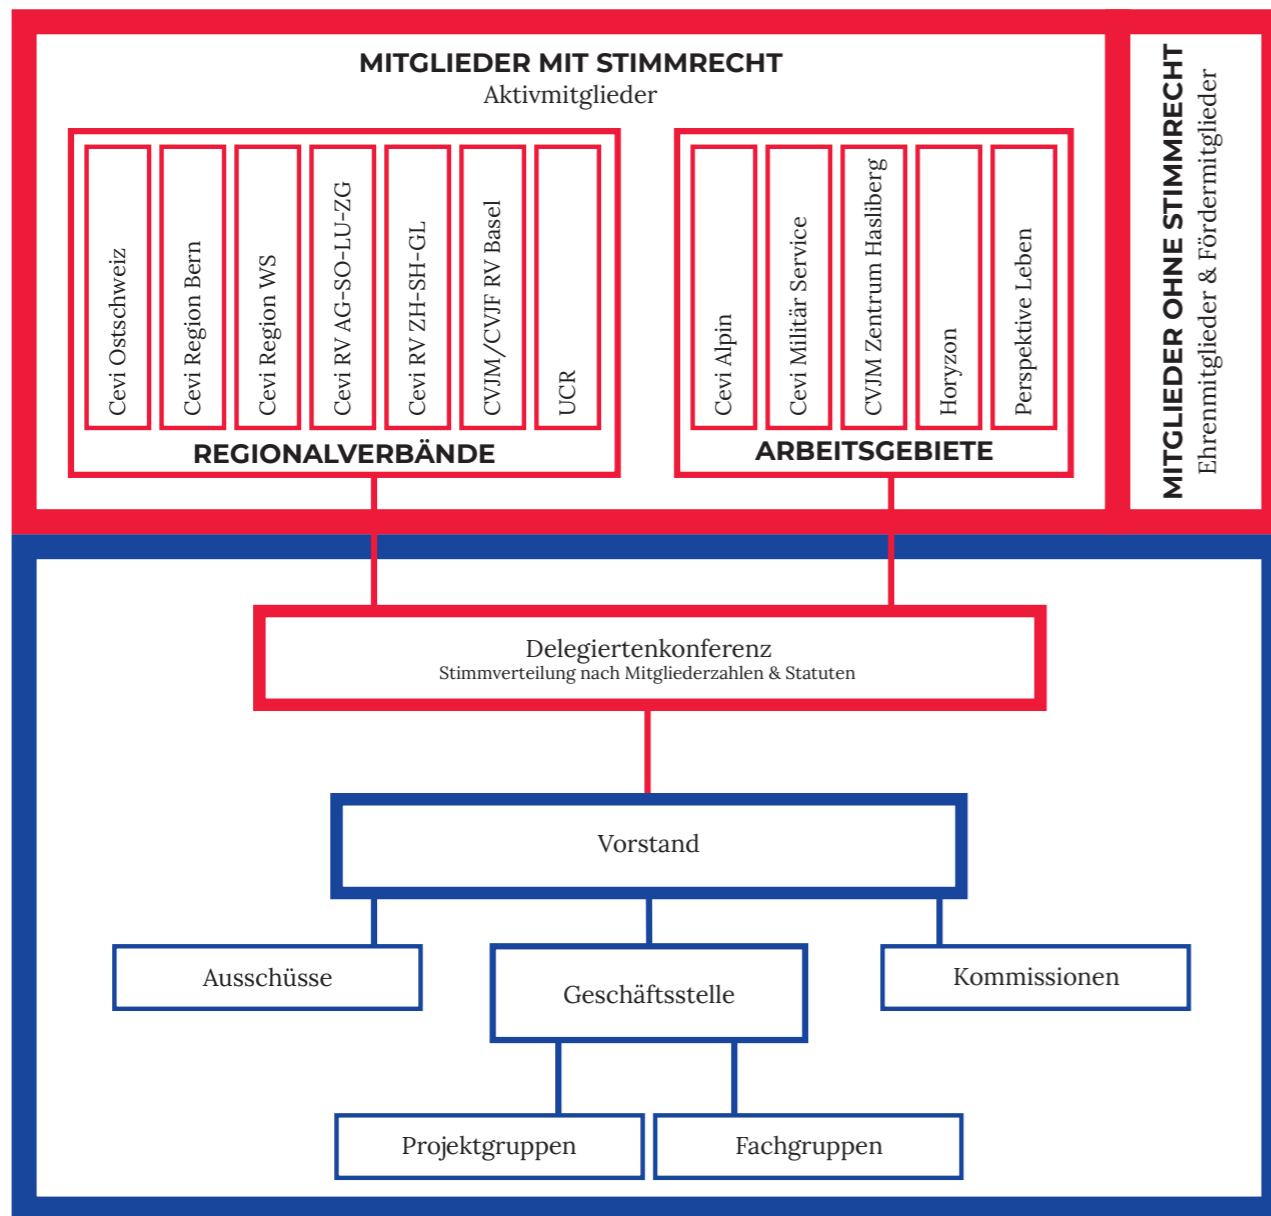 MITGLIEDER MIT STIMMRECHT
Aktivmitglieder
Cevi Ostschweiz
Cevi Region Bern
Cevi Region WS
Cevi RV AG-SO-LU-ZG
Cevi RV ZH-SH-GL
CVJM/CVJF RV Basel
UCR
REGIONALVERBÄNDE
Cevi Alpin
Cevi Militär Service
CVJM Zentrum Hasliberg
Horyzon
Perspektive Leben
ARBEITSGEBIETE
MITGLIEDER OHNE STIMMRECHT
Ehrenmitglieder & Fördermitglieder
Delegiertenkonferenz
Stimmverteilung nach Mitgliederzahlen & Statuten
Vorstand
Ausschüsse
Geschäftsstelle
Kommissionen
Projektgruppen
Fachgruppen